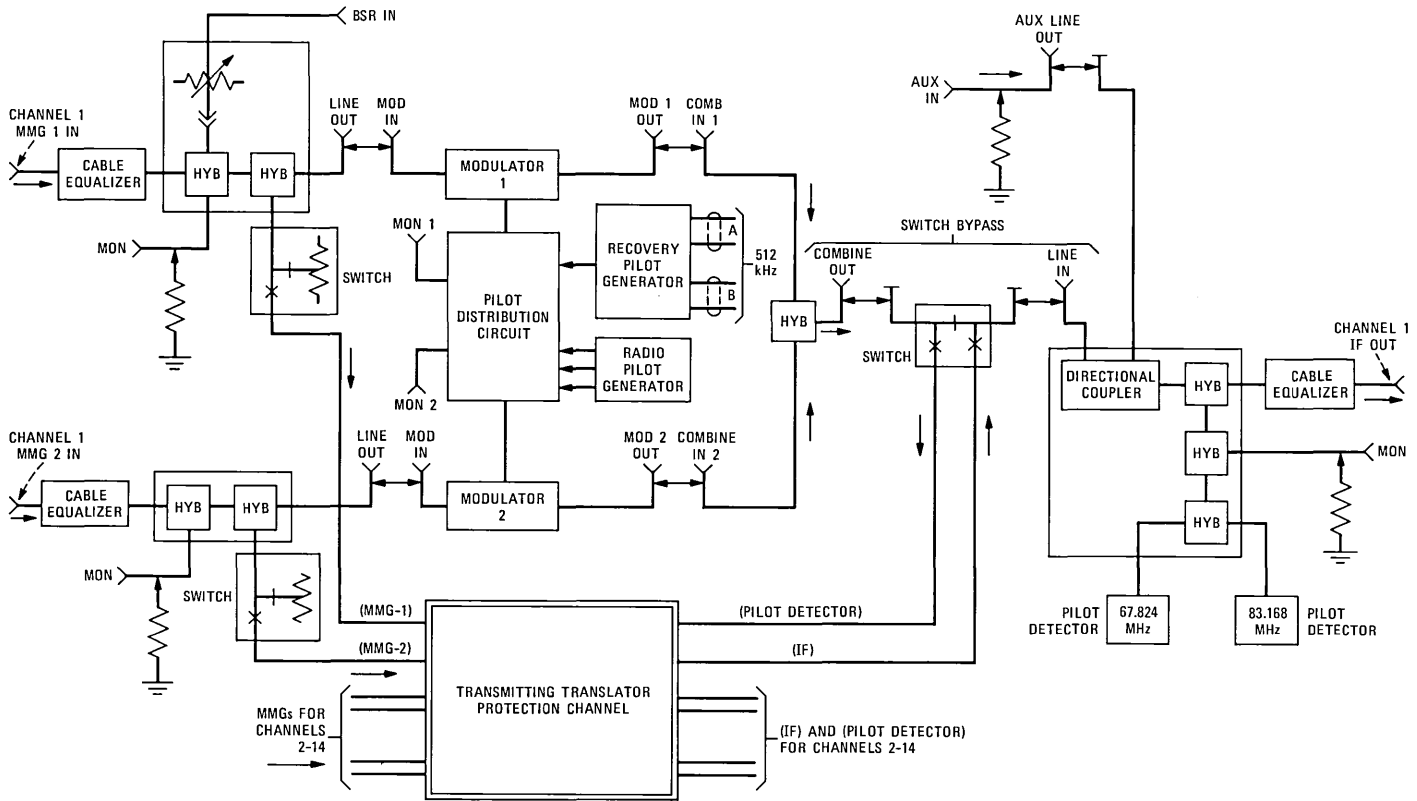 BSR IN
AUX LINE
OUT
AUX
IN
CHANNEL 1
MMG 1 IN
LINE
OUT
MOD
IN
MOD 1
OUT
COMB
IN 1
CABLE
EQUALIZER
HYB
HYB
MODULATOR
1
MON
SWITCH
MON 1
PILOT
DISTRIBUTION
CIRCUIT
RECOVERY
PILOT
GENERATOR
A
B
512
kHz
SWITCH BYPASS
COMBINE
OUT
LINE
IN
HYB
SWITCH
RADIO
PILOT
GENERATOR
MON 2
CHANNEL 1
IF OUT
DIRECTIONAL
COUPLER
HYB
CABLE
EQUALIZER
HYB
MON
HYB
CHANNEL 1
MMG 2 IN
LINE
OUT
MOD
IN
MOD 2
OUT
COMBINE
IN 2
CABLE
EQUALIZER
HYB
HYB
MODULATOR
2
MON
SWITCH
PILOT
DETECTOR
67.824
MHz
83.168
MHz
PILOT
DETECTOR
(MMG-1)
(MMG-2)
(PILOT DETECTOR)
(IF)
TRANSMITTING TRANSLATOR
PROTECTION CHANNEL
MMGs FOR
CHANNELS
2-14
(IF) AND (PILOT DETECTOR)
FOR CHANNELS 2-14